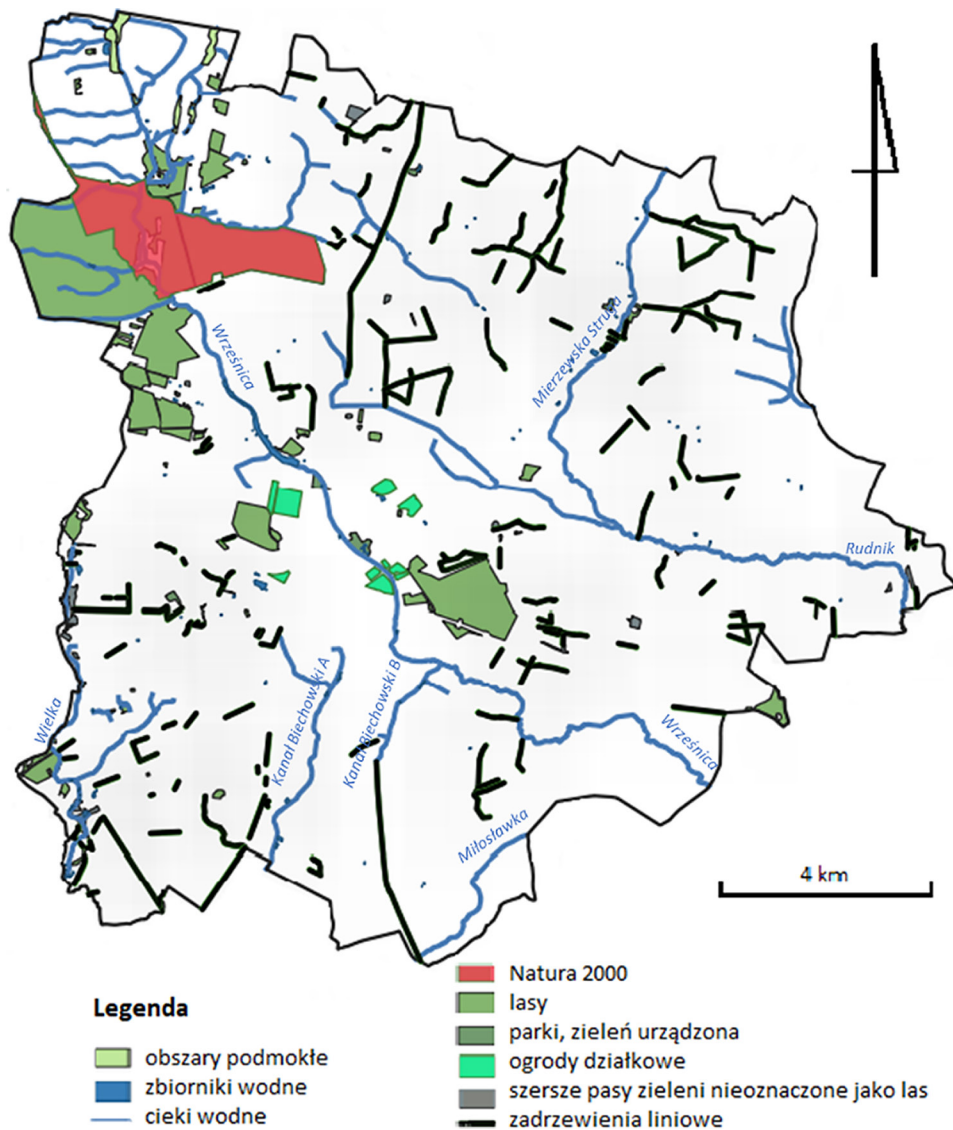 Wrześnica
Mierzewska Struga
Rudnik
Wielka
Kanał Biechowski A
Kanał Biechowski B
Wrześnica
Miłosławka
4 km
Legenda
obszary podmokłe
zbiorniki wodne
cieki wodne
Natura 2000
lasy
parki, zieleń urządzona
ogrody działkowe
szersze pasy zieleni nieoznaczone jako las
zadrzewienia liniowe